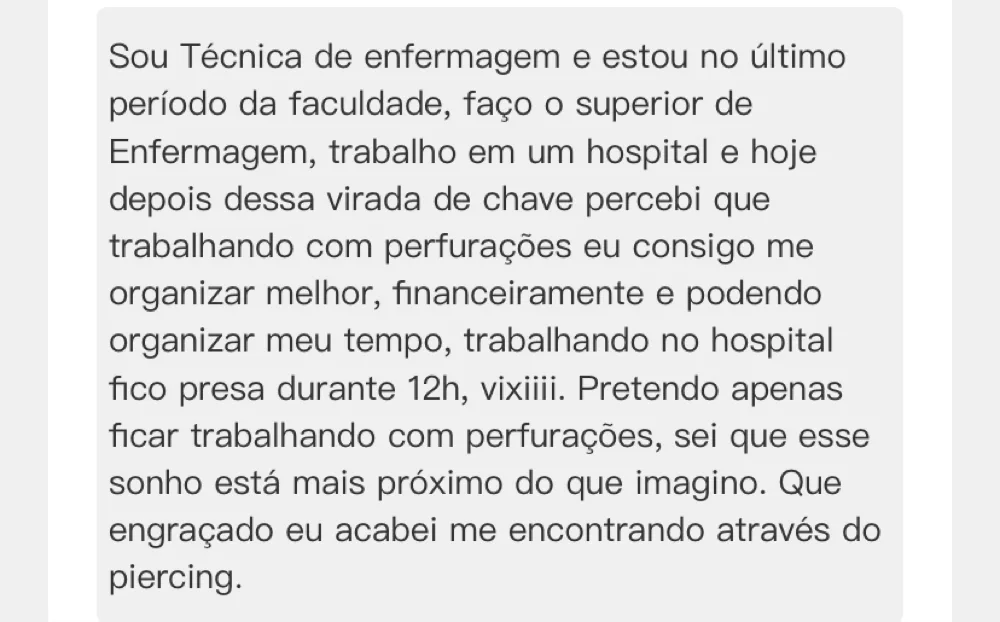 Sou Técnica de enfermagem e estou no último
período da faculdade, faço o superior de
Enfermagem, trabalho em um hospital e hoje
depois dessa virada de chave percebi que
trabalhando com perfurações eu consigo me
organizar melhor, financeiramente e podendo
organizar meu tempo, trabalhando no hospital
fico presa durante 12h, vixiiii. Pretendo apenas
ficar trabalhando com perfurações, sei que esse
sonho está mais próximo do que imagino. Que
engraçado eu acabei me encontrando através do
piercing.